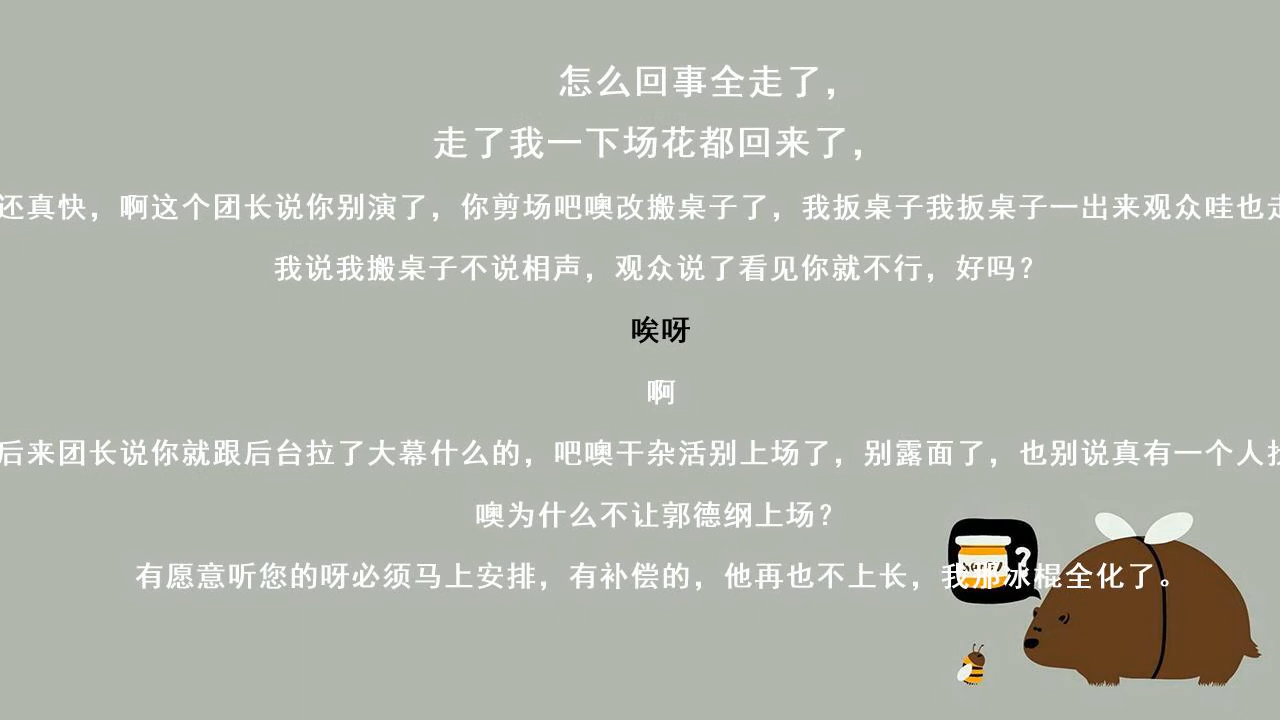 怎么回事全走了，
走了我一下场花都回来了，
还真快，啊这个团长说你别演了，你剪场吧噢改搬桌子了，我扳桌子我扳桌子一出来观众哇也走
我说我搬桌子不说相声，观众说了看见你就不行，好吗？
唉呀
啊
后来团长说你就跟后台拉了大幕什么的，吧噢干杂活别上场了，别露面了，也别说真有一个人找
噢为什么不让郭德纲上场？
有愿意听您的呀必须马上安排，有补偿的，他再也不上长，我那冰棍全化了。
?